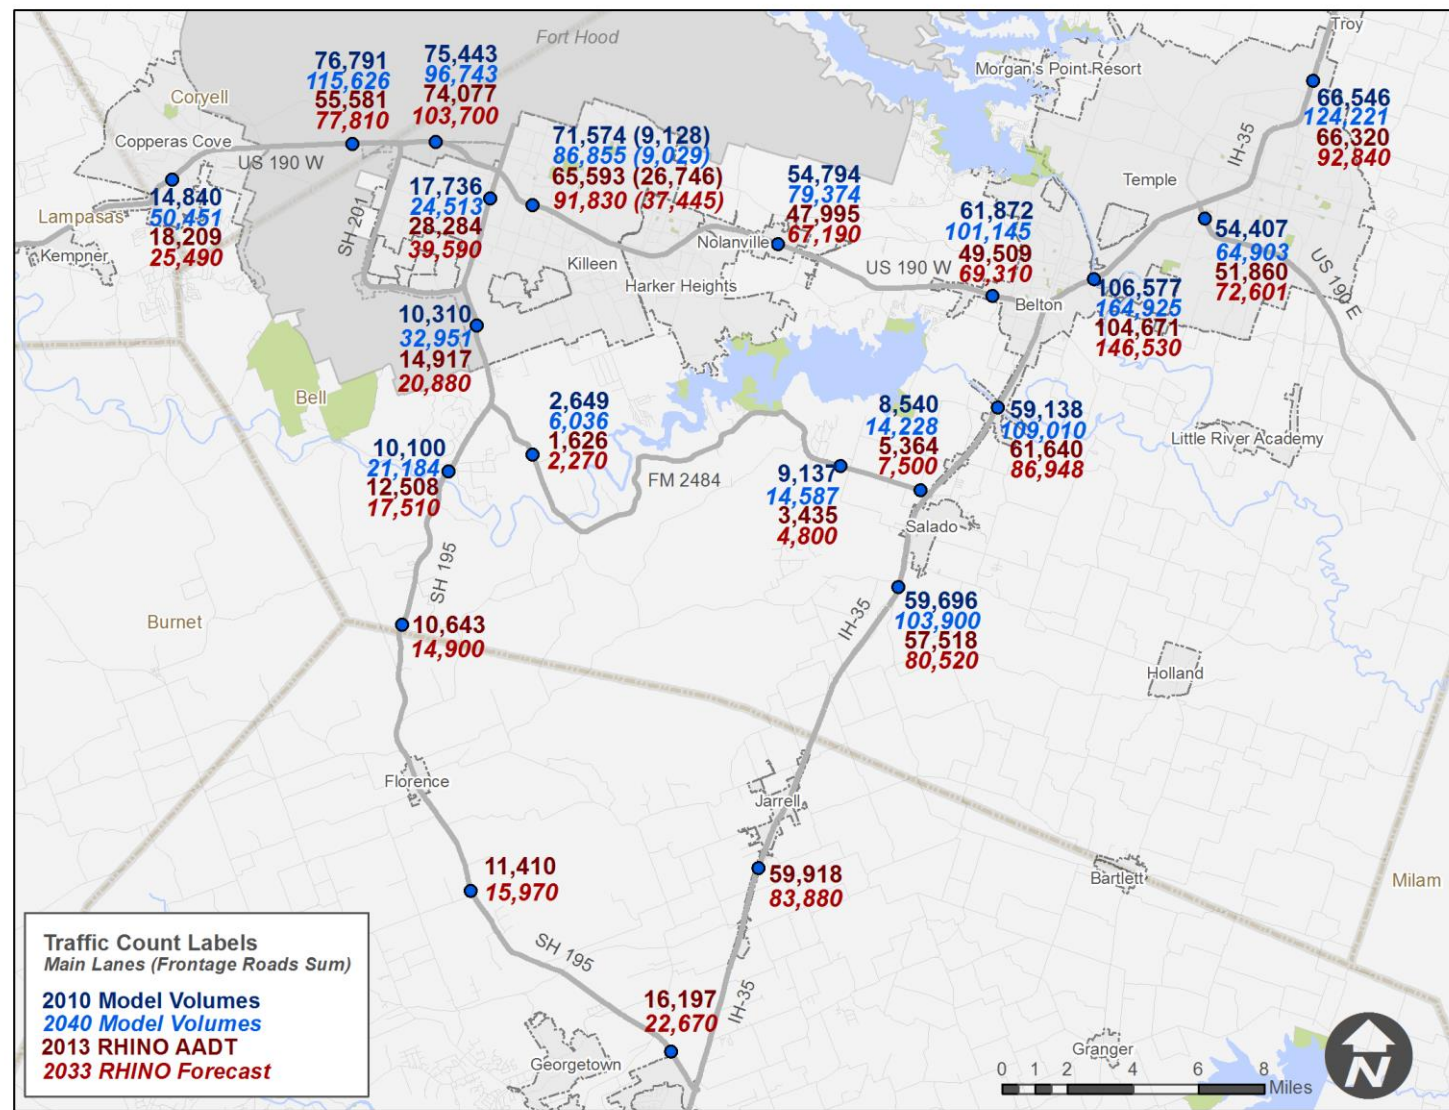 Troy
Fort Hood
Morgan's Point Resort
Coryell
76,791
115,626
55,581
77,810
75,443
96,743
74,077
103,700
66,546
124,221
66,320
92,840
IH-35
Copperas Cove
US 190 W
71,574 (9,128)
86,855 (9,029)
65,593 (26,746)
91,830 (37,445)
54,794
79,374
47,995
67,190
Temple
14,840
50,451
18,209
25,490
Lampasas
Kempner
SH 201
17,736
24,513
28,284
39,590
61,872
101,145
49,509
69,310
54,407
64,903
51,860
72,601
Nolanville
Killeen
Harker Heights
US 190 W
Belton
US 190 E
106,577
164,925
104,671
146,530
10,310
32,951
14,917
20,880
Bell
2,649
6,036
1,626
2,270
8,540
14,228
5,364
7,500
59,138
109,010
61,640
86,948
Little River Academy
10,100
21,184
12,508
17,510
FM 2484
9,137
14,587
3,435
4,800
Salado
SH 195
Burnet
10,643
14,900
IH-35
59,696
103,900
57,518
80,520
Holland
Florence
Jarrell
11,410
15,970
59,918
83,880
Bartlett
Milam
SH 195
16,197
22,670
IH-35
Georgetown
Granger
Traffic Count Labels
Main Lanes (Frontage Roads Sum)
2010 Model Volumes
2040 Model Volumes
2013 RHINO AADT
2033 RHINO Forecast
0 1 2 4 6 8
Miles
N